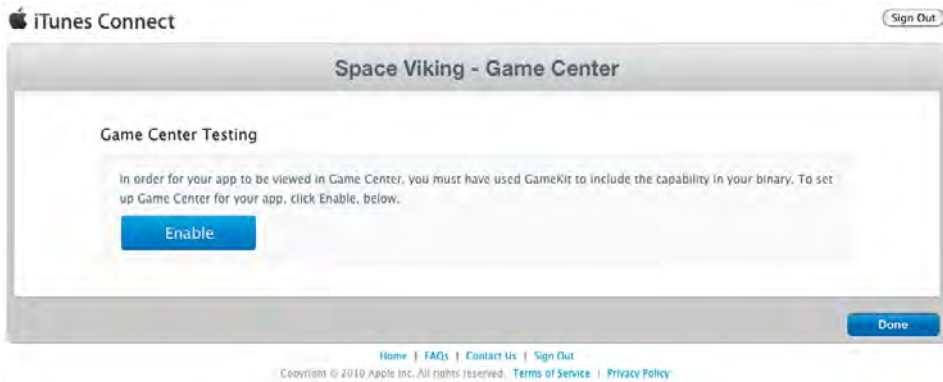 iTunes Connect
Sign Out
Space Viking - Game Center
Game Center Testing
In order for your app to be viewed in Game Center, you must have used GameKit to include the capability in your binary. To set
up Game Center for your app, click Enable, below.
Enable
Done
Home | FAQs | Contact Us | Sign Out
Copyright © 2010 Apple Inc. All rights reserved. Terms of Service | Privacy Policy